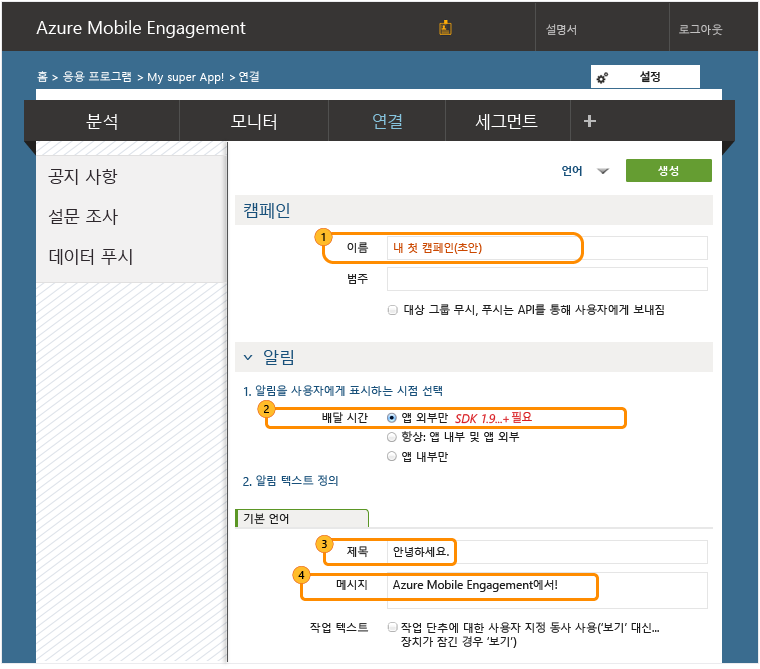 Azure Mobile Engagement
설명서
로그아웃
홈 > 응용 프로그램 > My super App! > 연결
설정
분석
모니터
연결
세그먼트
+
공지 사항
설문 조사
데이터 푸시
언어
생성
캠페인
1
이름
내 첫 캠페인(초안)
범주
대상 그룹 무시, 푸시는 API를 통해 사용자에게 보내짐
알림
1. 알림을 사용자에게 표시하는 시점 선택
2
배달 시간
앱 외부만 SDK 1.9...+필요
항상: 앱 내부 및 앱 외부
앱 내부만
2. 알림 텍스트 정의
기본 언어
3
제목
안녕하세요.
4
메시지
Azure Mobile Engagement에서!
작업 텍스트
작업 단추에 대한 사용자 지정 동사 사용('보기' 대신...
장치가 잠긴 경우 '보기')